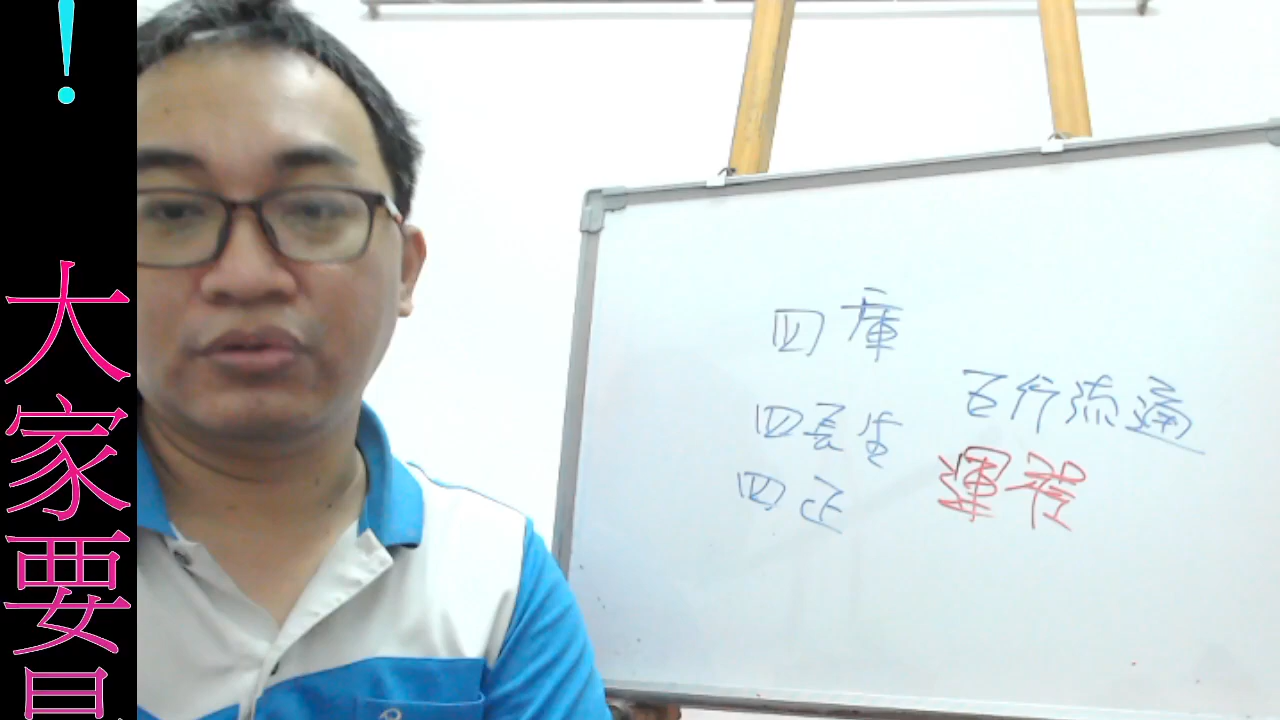 ！
大家要
四庫
四長生
四正
五行流通
運程